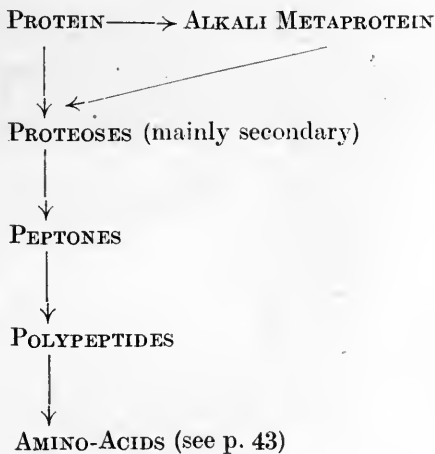 PROTEIN → ALKALI METAPROTEIN
PROTEOSES (mainly secondary)
PEPTONES
POLYPEPTIDES
AMINO-ACIDS (see p. 43)